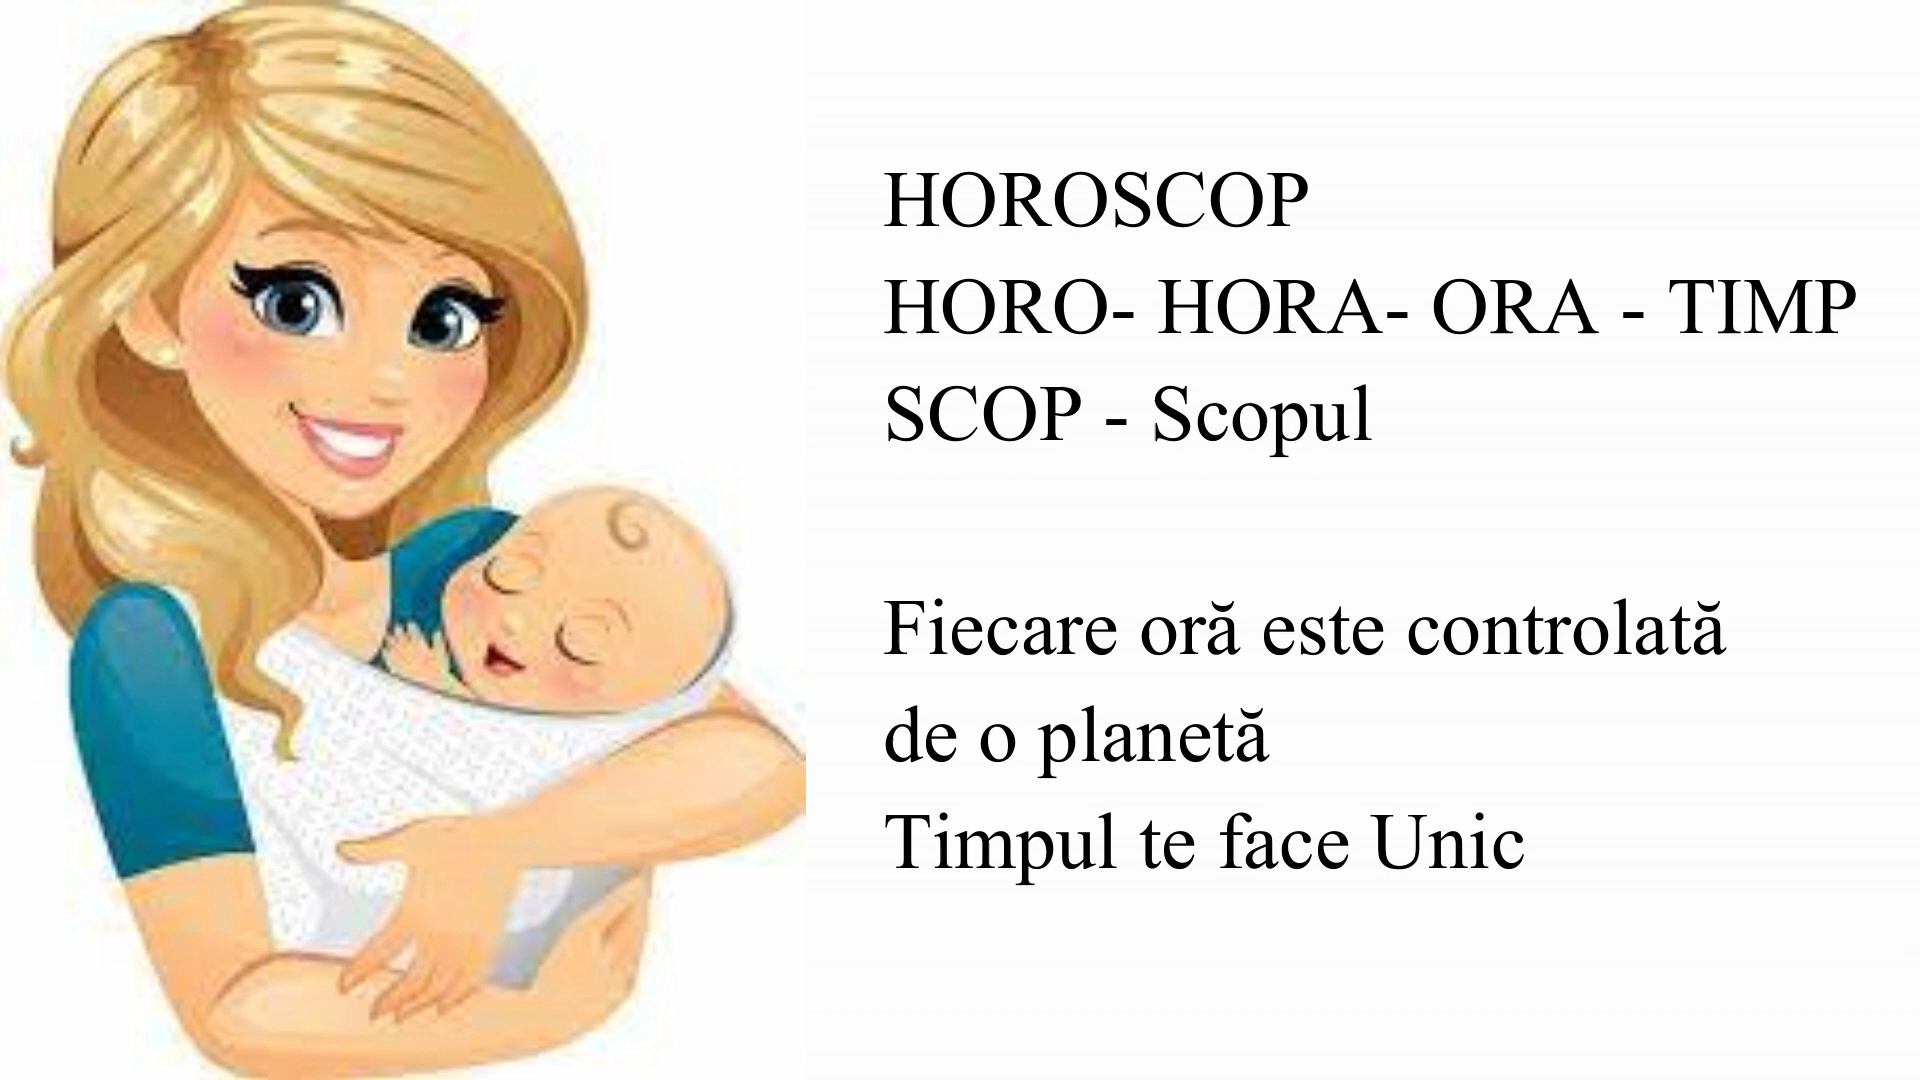 HOROSCOP
HORO- HORA- ORA - TIMP
SCOP - Scopul
Fiecare oră este controlată
de o planetă
Timpul te face Unic